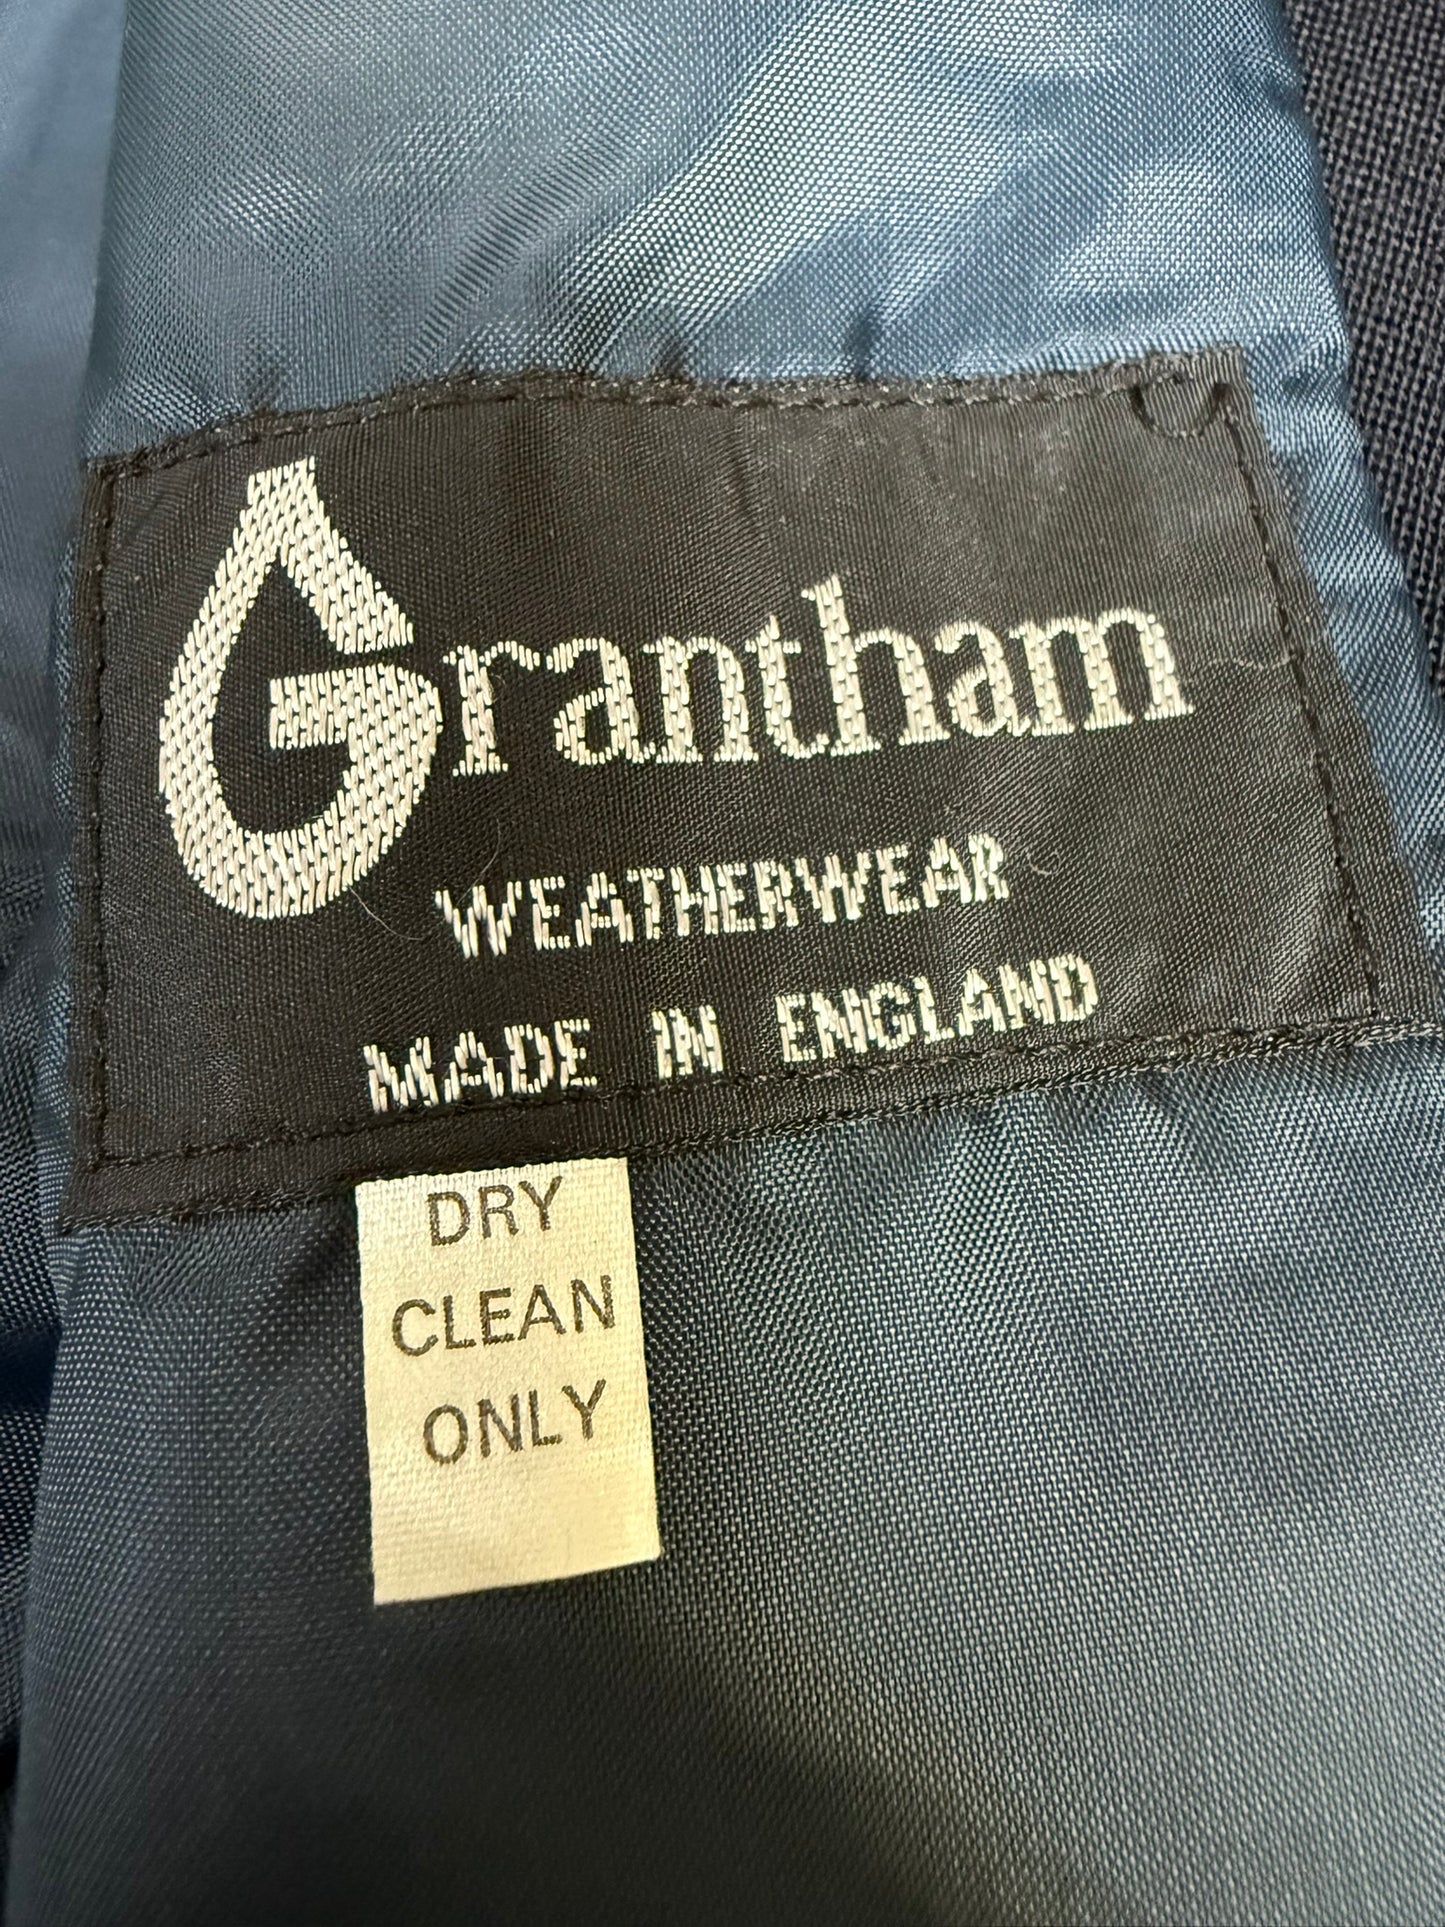 Grantham
WEATHERWEAR
MADE IN ENGLAND
DRY
CLEAN
ONLY